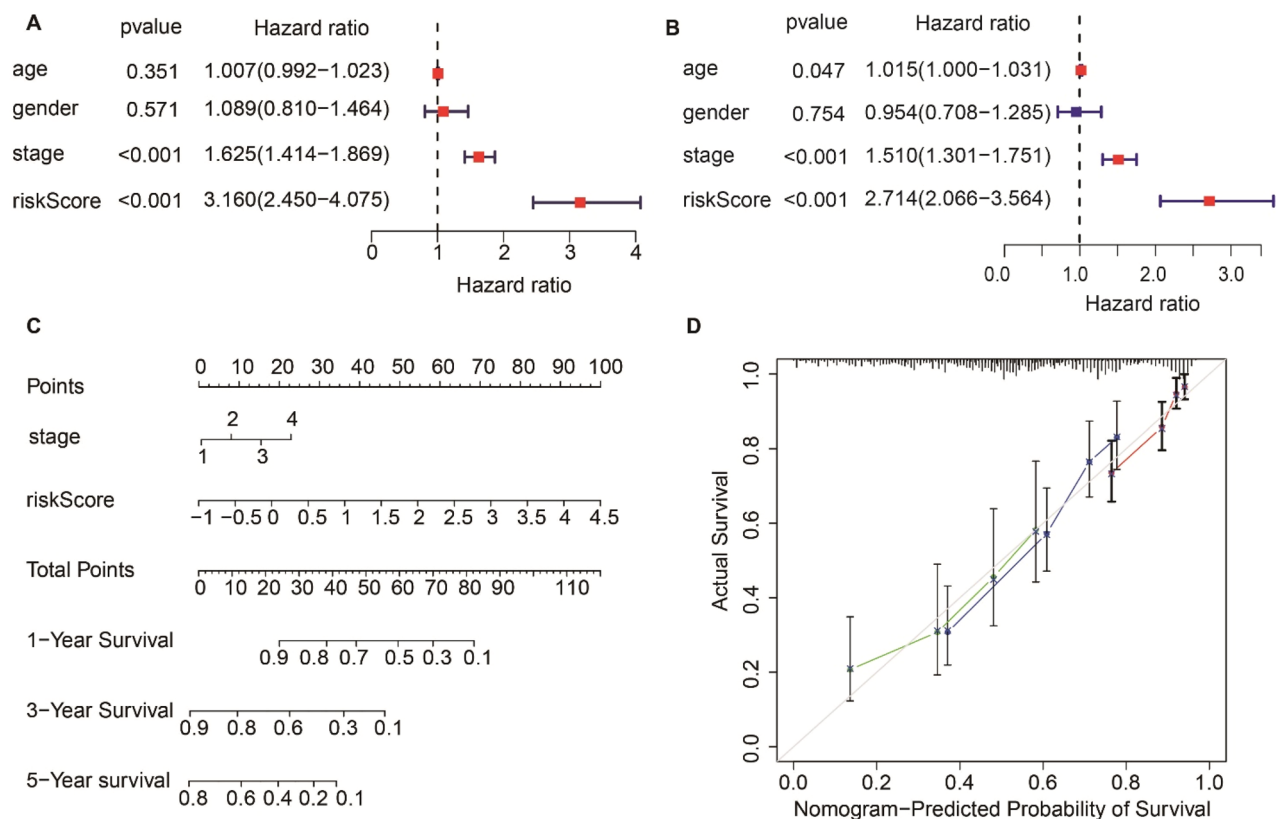 A
pvalue Hazard ratio
age 0.351 1.007(0.992−1.023)
gender 0.571 1.089(0.810−1.464)
stage <0.001 1.625(1.414−1.869)
riskScore <0.001 3.160(2.450−4.075)
0 1 2 3 4
Hazard ratio
B
pvalue Hazard ratio
age 0.047 1.015(1.000−1.031)
gender 0.754 0.954(0.708−1.285)
stage <0.001 1.510(1.301−1.751)
riskScore <0.001 2.714(2.066−3.564)
0.0 1.0 2.0 3.0
Hazard ratio
C
0 10 20 30 40 50 60 70 80 90 100
Points
2 4
stage
1 3
riskScore
−1 −0.5 0 0.5 1 1.5 2 2.5 3 3.5 4 4.5
Total Points
0 10 20 30 40 50 60 70 80 90 110
1−Year Survival
0.9 0.8 0.7 0.5 0.3 0.1
3−Year Survival
0.9 0.8 0.6 0.3 0.1
5−Year survival
0.8 0.6 0.4 0.2 0.1
D
Actual Survival
1.0
0.8
0.6
0.4
0.2
0.0
0.0 0.2 0.4 0.6 0.8 1.0
Nomogram−Predicted Probability of Survival